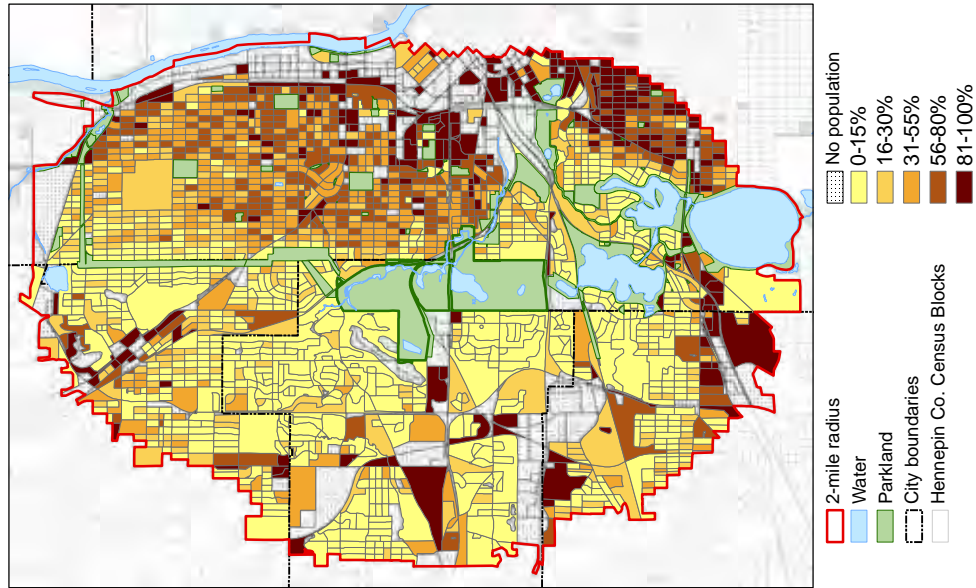 2-mile radius
Water
Parkland
City boundaries
Hennepin Co. Census Blocks
No population
0-15%
16-30%
31-55%
56-80%
81-100%